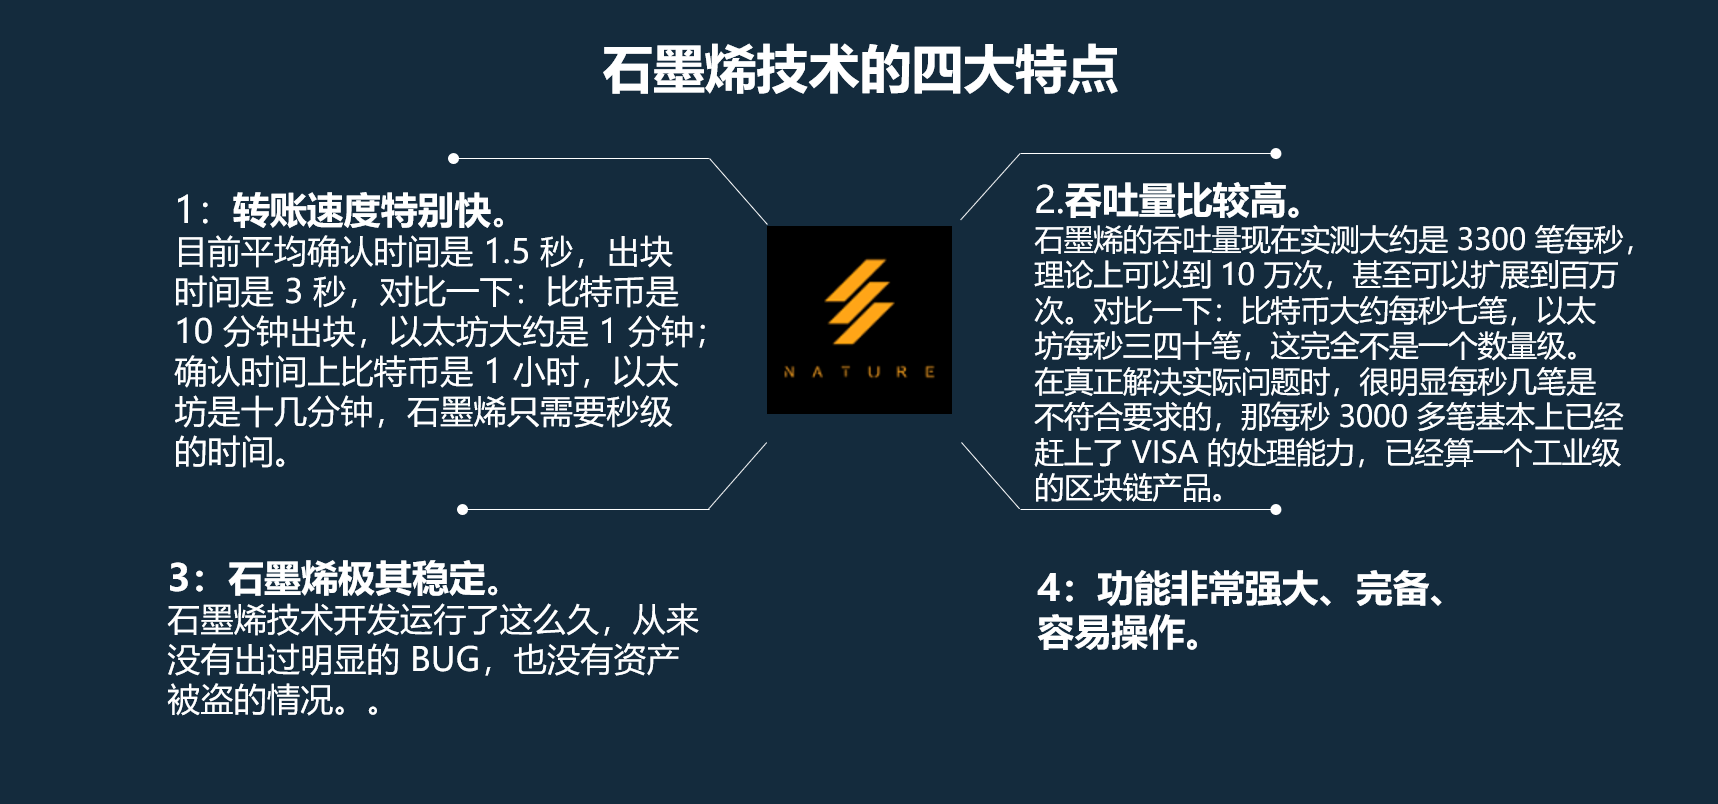 石墨烯技术的四大特点
1：转账速度特别快。
目前平均确认时间是 1.5 秒，出块
时间是 3 秒，对比一下：比特币是
10 分钟出块，以太坊大约是 1 分钟；
确认时间上比特币是 1 小时，以太
坊是十几分钟，石墨烯只需要秒级
的时间。
2.吞吐量比较高。
石墨烯的吞吐量现在实测大约是 3300 笔每秒，
理论上可以到 10 万次，甚至可以扩展到百万
次。对比一下：比特币大约每秒七笔，以太
坊每秒三四十笔，这完全不是一个数量级。
在真正解决实际问题时，很明显每秒几笔是
不符合要求的，那每秒 3000 多笔基本上已经
赶上了 VISA 的处理能力，已经算一个工业级
的区块链产品。
NATURE
3：石墨烯极其稳定。
石墨烯技术开发运行了这么久，从来
没有出过明显的 BUG，也没有资产
被盗的情况。。
4：功能非常强大、完备、
容易操作。